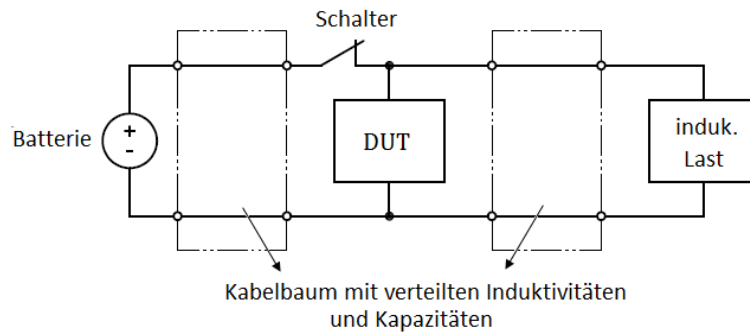 Schalter
Batterie
+
-
DUT
induk.
Last
Kabelbaum mit verteilten Induktivitäten
und Kapazitäten